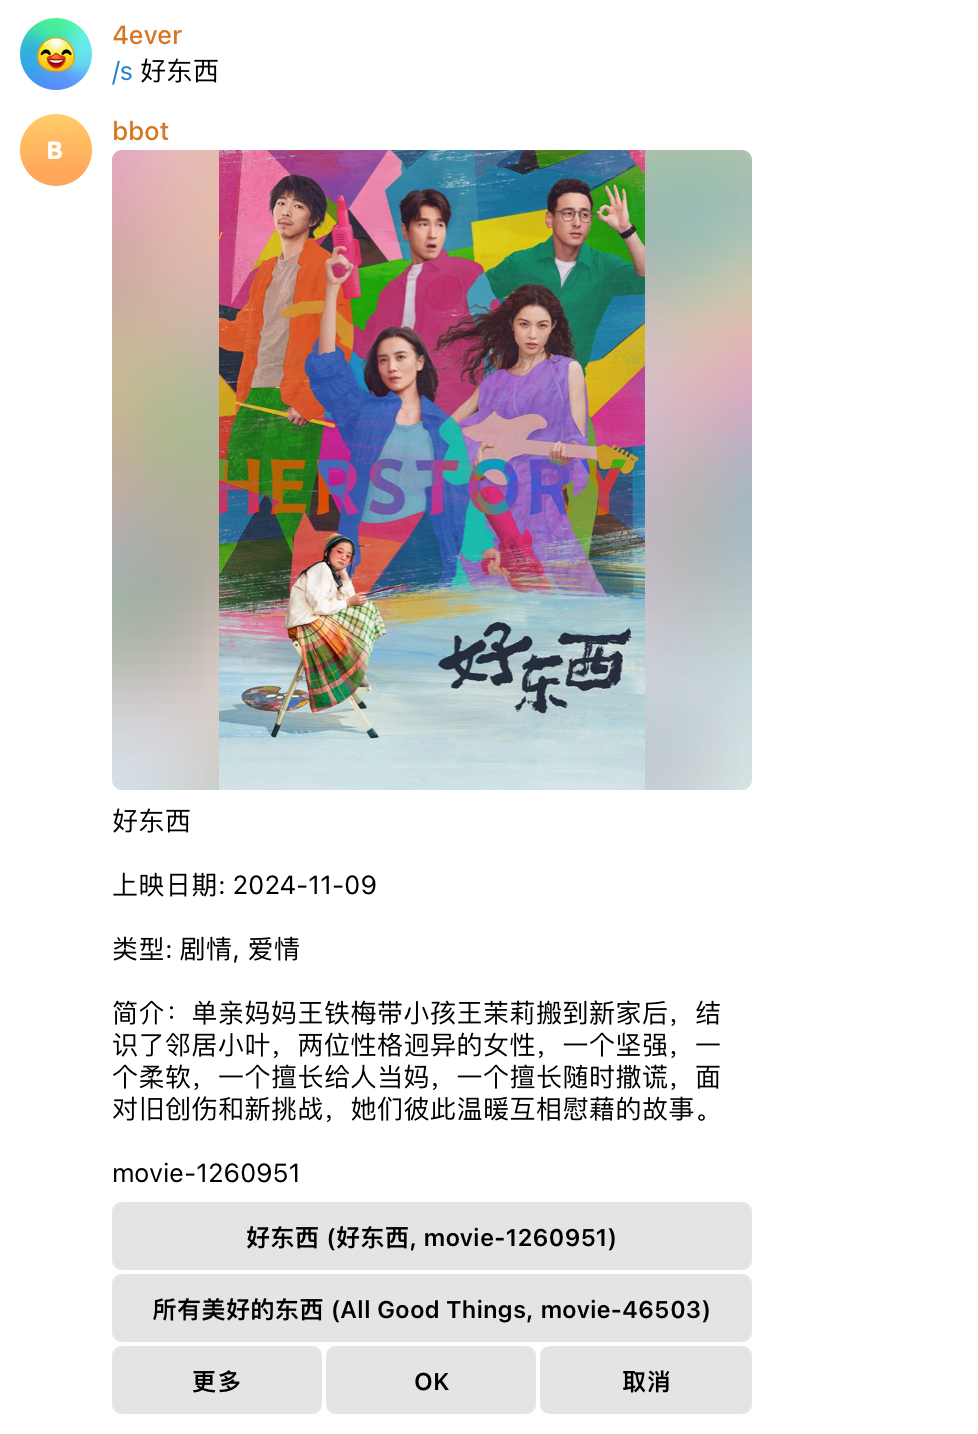 4ever
/s 好东西
B
bbot
HERSTORY
好东西
好东西
上映日期: 2024-11-09
类型: 剧情, 爱情
简介：单亲妈妈王铁梅带小孩王茉莉搬到新家后，结
识了邻居小叶，两位性格迥异的女性，一个坚强，一
个柔软，一个擅长给人当妈，一个擅长随时撒谎，面
对旧创伤和新挑战，她们彼此温暖互相慰藉的故事。
movie-1260951
好东西 (好东西, movie-1260951)
所有美好的东西 (All Good Things, movie-46503)
更多
OK
取消